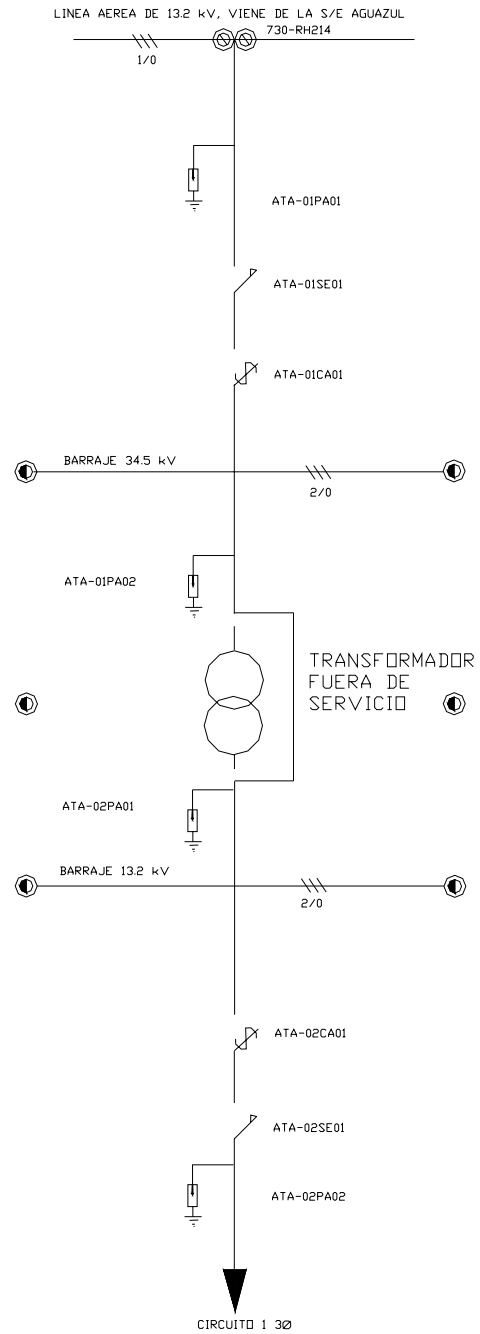 LINEA AEREA DE 13.2 kV, VIENE DE LA S/E AGUAZUL
730-RH214
1/0
ATA-01PA01
ATA-01SE01
ATA-01CA01
BARRAJE 34.5 kV
2/0
ATA-01PA02
TRANSFORMADOR
FUERA DE
SERVICIO
ATA-02PA01
BARRAJE 13.2 kV
2/0
ATA-02CA01
ATA-02SE01
ATA-02PA02
CIRCUITO 1 3Ø